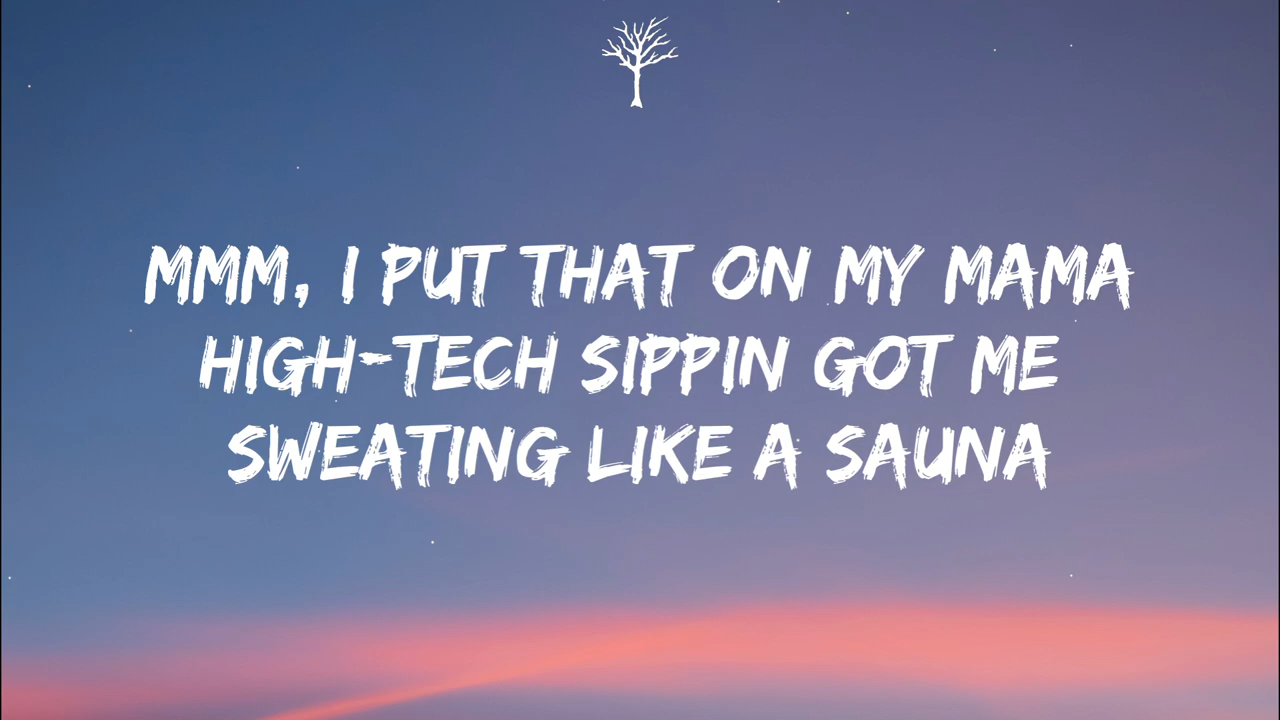 MMM, I PUT THAT ON MY MAMA
HIGH-TECH SIPPIN GOT ME
SWEATING LIKE A SAUNA